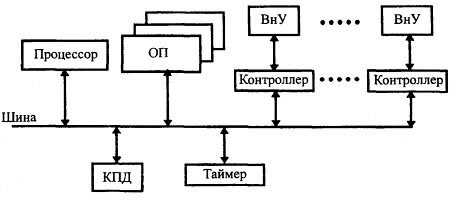 ВнУ ВнУ
Процессор ОП
Контроллер Контроллер
Шина
КПД Таймер